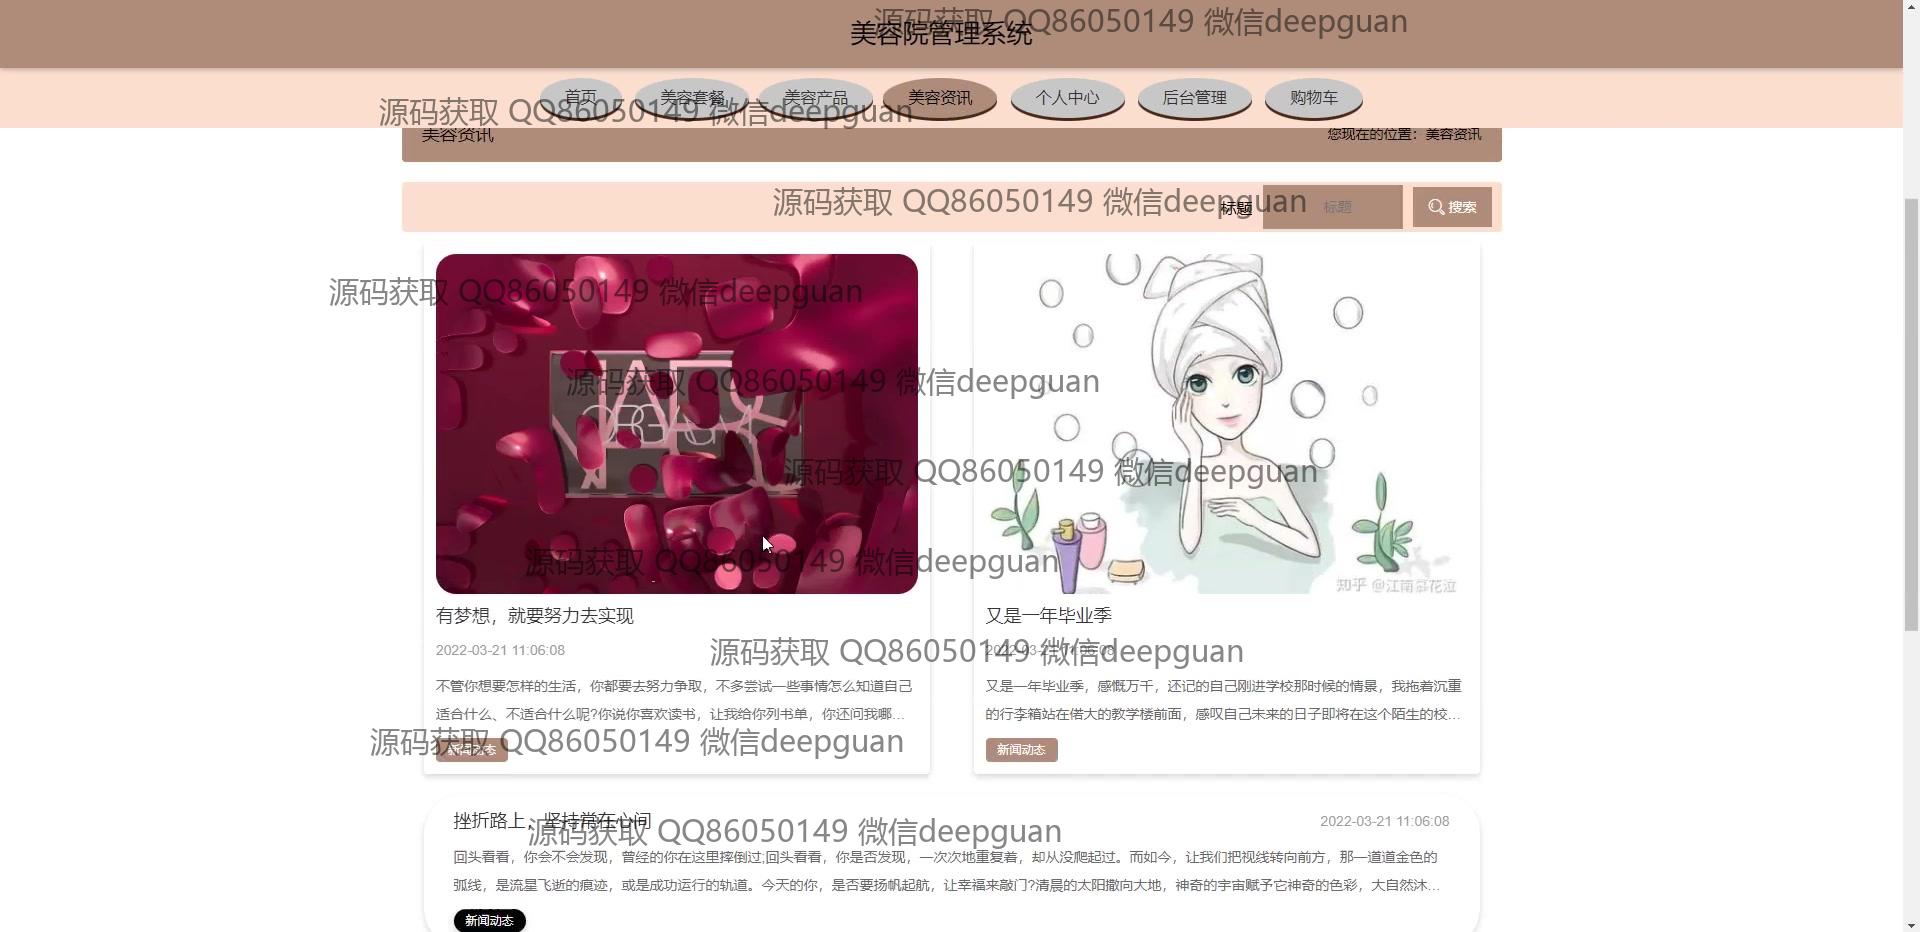 美容院管理系统
源码获取 QQ86050149 微信deepguan
首页
美容套餐
美容产品
美容资讯
个人中心
后台管理
购物车
源码获取 QQ86050149 微信deepguan
美容资讯
您现在的位置：美容资讯
源码获取 QQ86050149 微信deepguan
标题
标题
搜索
源码获取 QQ86050149 微信deepguan
源码获取 QQ86050149 微信deepguan
源码获取 QQ86050149 微信deepguan
源码获取 QQ86050149 微信deepguan
知乎 @江南暮花泣
有梦想，就要努力去实现
2022-03-21 11:06:08
不管你想要怎样的生活，你都要去努力争取，不多尝试一些事情怎么知道自己
适合什么、不适合什么呢?你说你喜欢读书，让我给你列书单，你还问我哪...
新闻动态
又是一年毕业季
2022-03-21 11:06:08
又是一年毕业季，感慨万千，还记的自己刚进学校那时候的情景，我拖着沉重
的行李箱站在偌大的教学楼前面，感叹自己未来的日子即将在这个陌生的校...
新闻动态
源码获取 QQ86050149 微信deepguan
源码获取 QQ86050149 微信deepguan
挫折路上，坚持常在心间
2022-03-21 11:06:08
源码获取 QQ86050149 微信deepguan
回头看看，你会不会发现，曾经的你在这里摔倒过;回头看看，你是否发现，一次次地重复着，却从没爬起过。而如今，让我们把视线转向前方，那一道道金色的
弧线，是流星飞逝的痕迹，或是成功运行的轨道。今天的你，是否要扬帆起航，让幸福来敲门?清晨的太阳撒向大地，神奇的宇宙赋予它神奇的色彩，大自然沐...
新闻动态